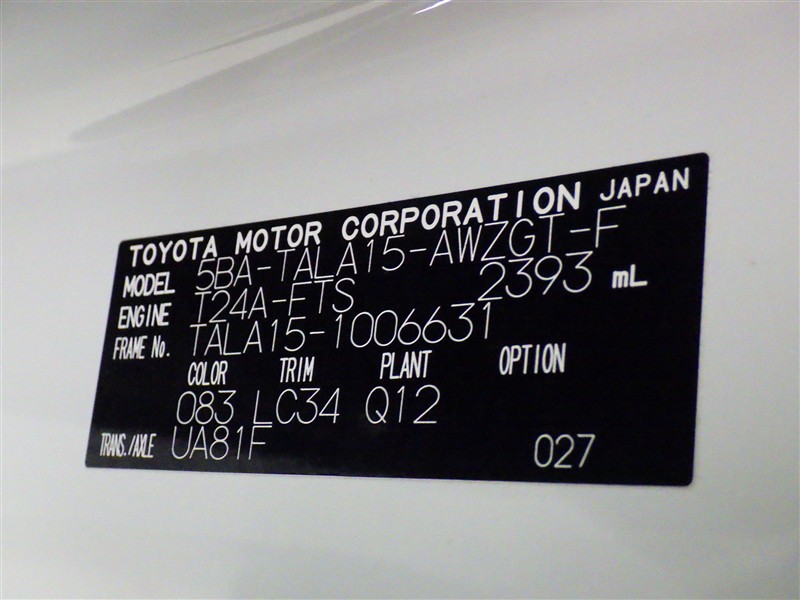 TOYOTA MOTOR CORPORATION JAPAN
MODEL 5BA-TALA15-AWZGT-F
ENGINE T24A-FTS 2393 mL
FRAME No. TALA15-1006631
COLOR TRIM PLANT OPTION
083 LC34 Q12
TRANS./AXLE UA81F 027